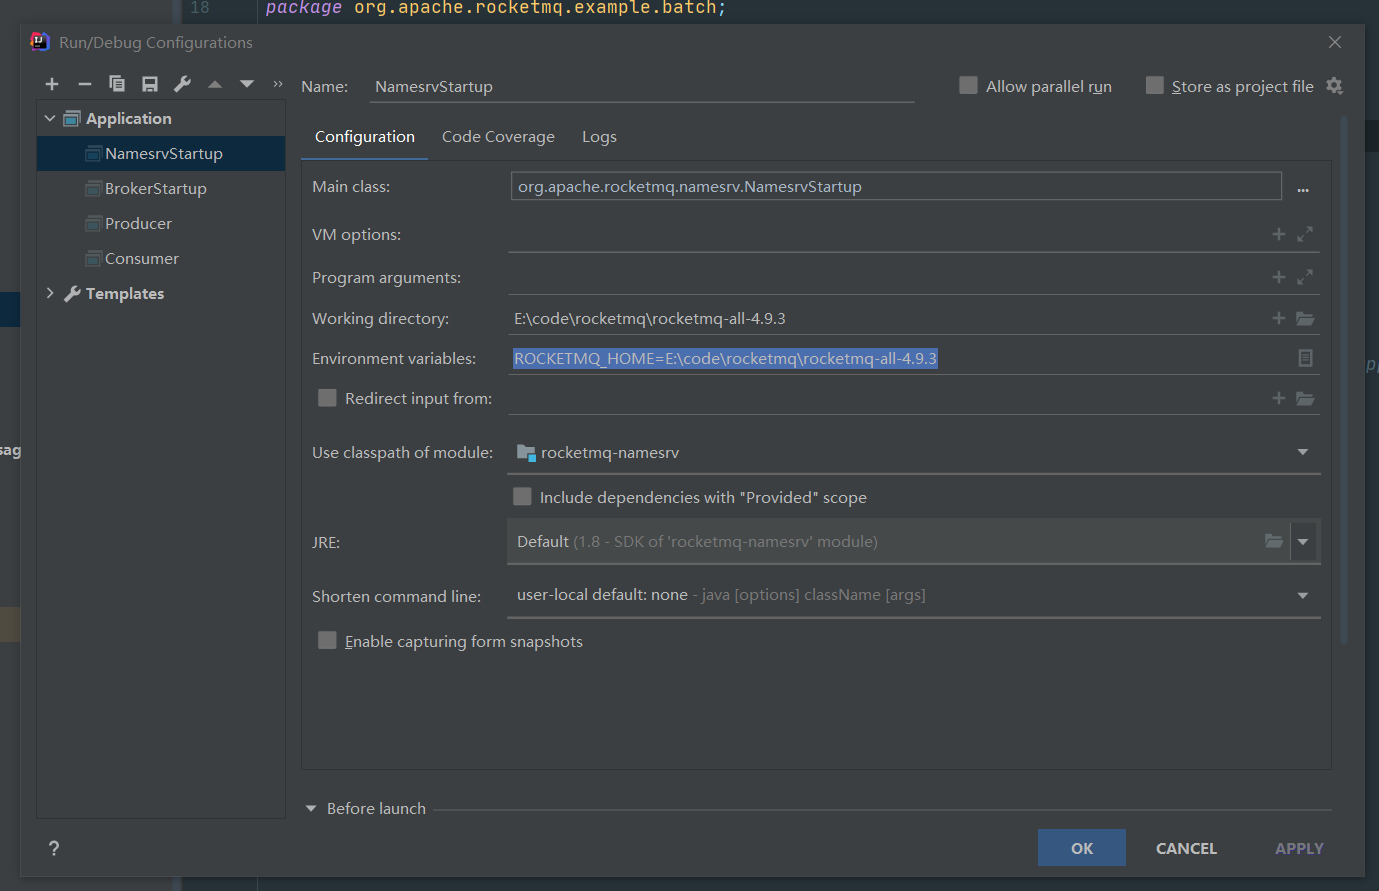 18 package org.apache.rocketmq.example.batch;
Run/Debug Configurations
Name: NamesrvStartup
Allow parallel run
Store as project file
Application
NamesrvStartup
BrokerStartup
Producer
Consumer
Templates
Configuration Code Coverage Logs
Main class: org.apache.rocketmq.namesrv.NamesrvStartup ...
VM options:
Program arguments:
Working directory: E:\code\rocketmq\rocketmq-all-4.9.3
Environment variables: ROCKETMQ_HOME=E:\code\rocketmq\rocketmq-all-4.9.3
Redirect input from:
Use classpath of module: rocketmq-namesrv
Include dependencies with "Provided" scope
JRE: Default (1.8 - SDK of 'rocketmq-namesrv' module)
Shorten command line: user-local default: none - java [options] className [args]
Enable capturing form snapshots
Before launch
? OK CANCEL APPLY
sag